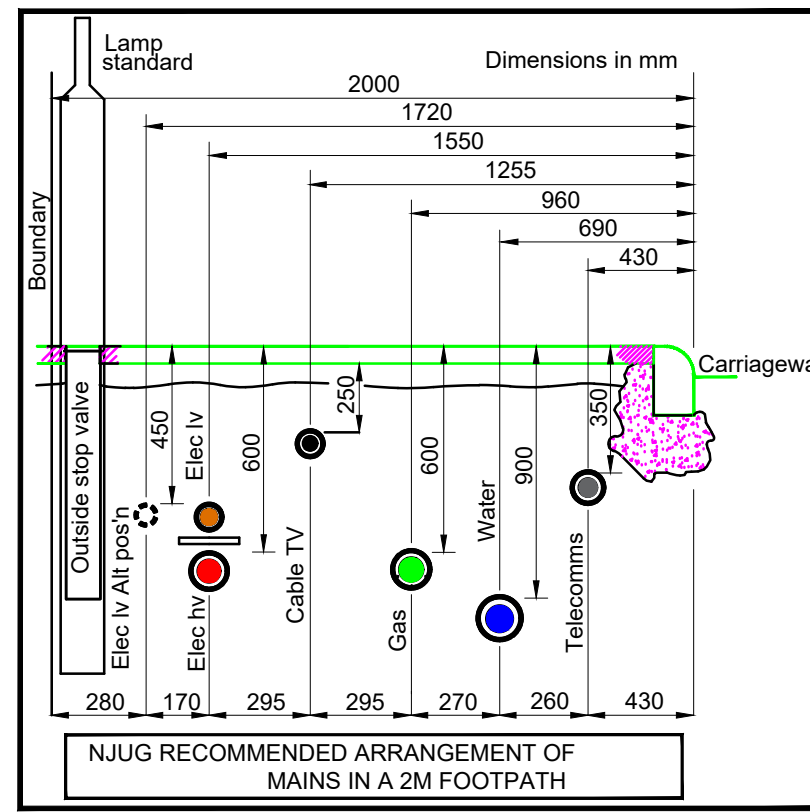 Lamp
standard
Dimensions in mm
2000
1720
1550
1255
960
690
430
Boundary
Carriagewa
Outside stop valve
450
Elec lv
600
250
600
900
350
Elec lv Alt pos'n
Elec hv
Cable TV
Gas
Water
Telecomms
280 170 295 295 270 260 430
NJUG RECOMMENDED ARRANGEMENT OF
MAINS IN A 2M FOOTPATH